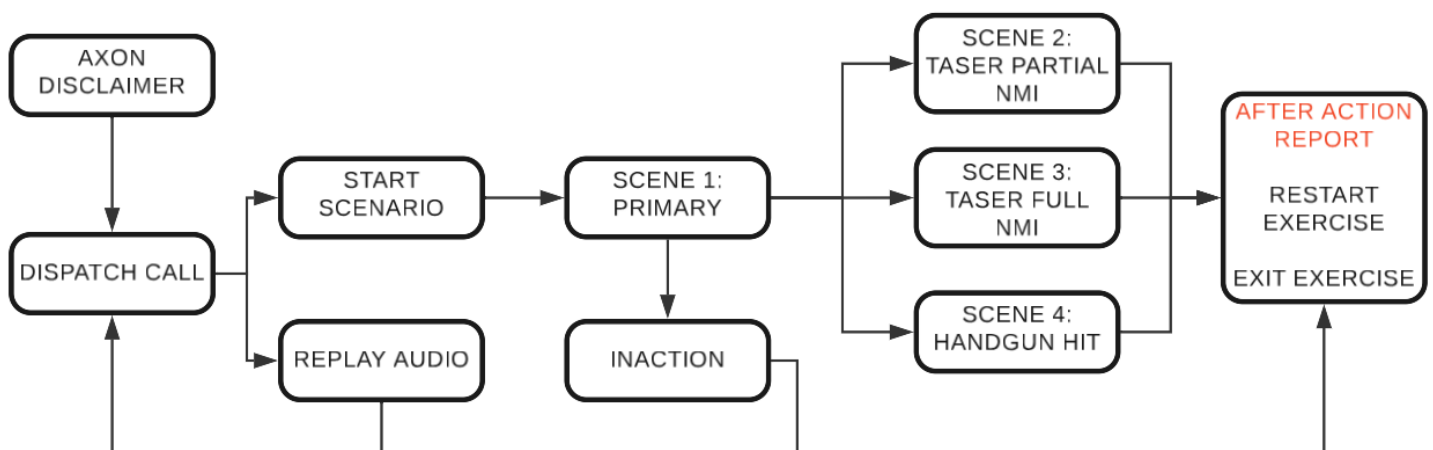 AXON
DISCLAIMER
DISPATCH CALL
START
SCENARIO
REPLAY AUDIO
SCENE 1:
PRIMARY
INACTION
SCENE 2:
TASER PARTIAL
NMI
SCENE 3:
TASER FULL
NMI
SCENE 4:
HANDGUN HIT
AFTER ACTION
REPORT
RESTART
EXERCISE
EXIT EXERCISE